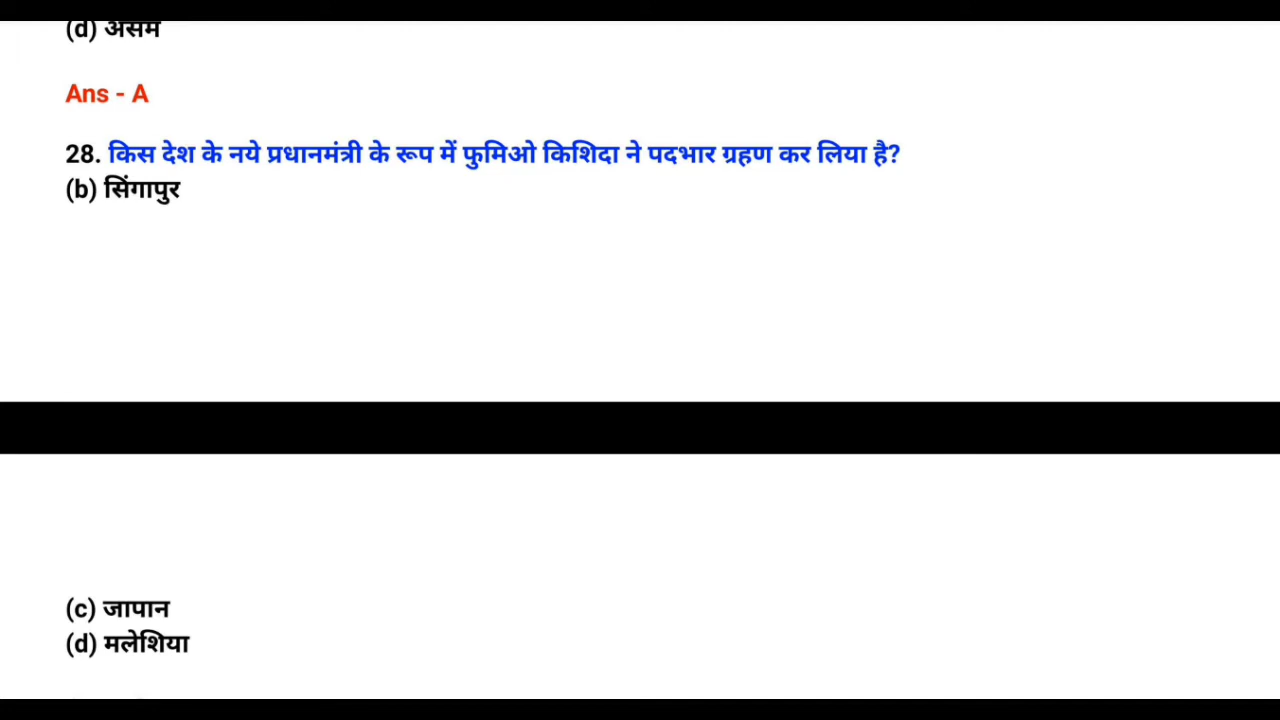 (d) असम
Ans - A
28. किस देश के नये प्रधानमंत्री के रूप में फुमिओ किशिदा ने पदभार ग्रहण कर लिया है?
(b) सिंगापुर
(c) जापान
(d) मलेशिया